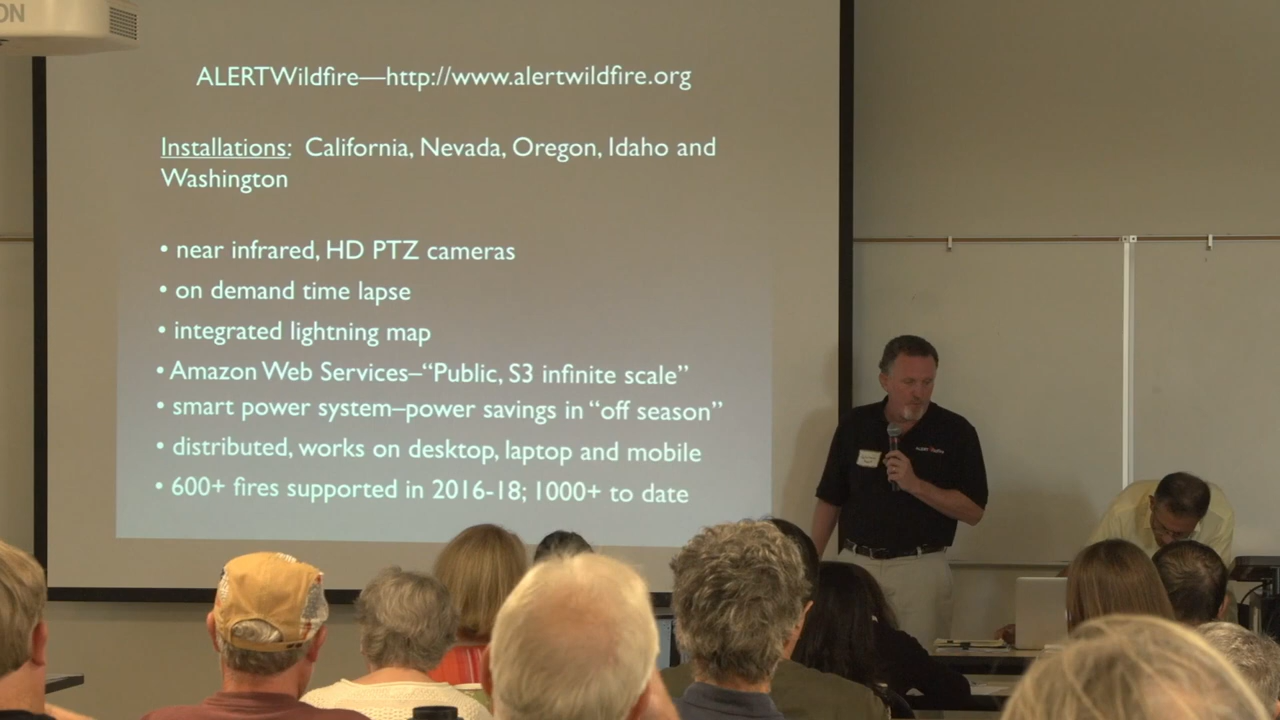 ON
ALERTWildfire—http://www.alertwildfire.org
Installations: California, Nevada, Oregon, Idaho and
Washington
• near infrared, HD PTZ cameras
• on demand time lapse
• integrated lightning map
• Amazon Web Services–“Public, S3 infinite scale”
• smart power system–power savings in “off season”
• distributed, works on desktop, laptop and mobile
• 600+ fires supported in 2016-18; 1000+ to date